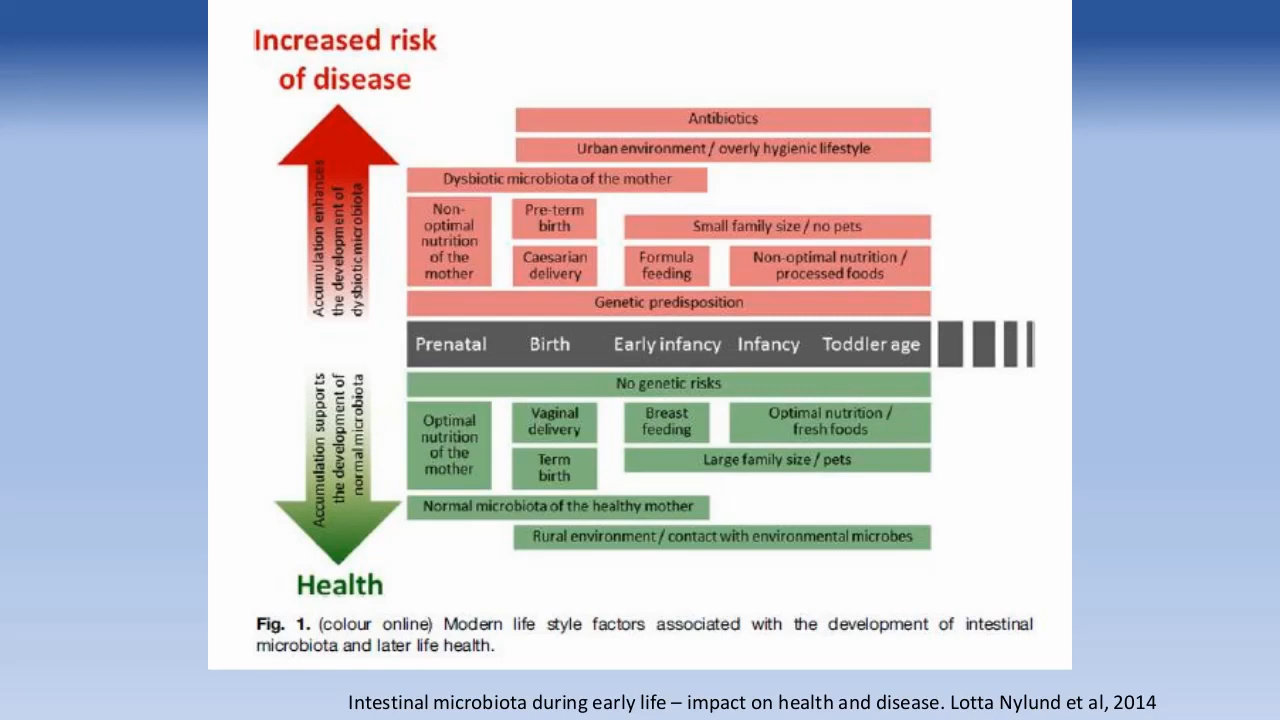 Increased risk
of disease
Accumulation enhances
the development of
dysbiotic microbiota
Antibiotics
Urban environment / overly hygienic lifestyle
Dysbiotic microbiota of the mother
Non-
optimal
nutrition
of the
mother
Pre-term
birth
Caesarian
delivery
Small family size / no pets
Formula
feeding
Non-optimal nutrition /
processed foods
Genetic predisposition
Prenatal Birth Early infancy Infancy Toddler age
No genetic risks
Optimal
nutrition
of the
mother
Vaginal
delivery
Term
birth
Breast
feeding
Optimal nutrition /
fresh foods
Large family size / pets
Normal microbiota of the healthy mother
Rural environment / contact with environmental microbes
Accumulation supports
the development of
normal microbiota
Health
Fig. 1. (colour online) Modern life style factors associated with the development of intestinal
microbiota and later life health.
Intestinal microbiota during early life – impact on health and disease. Lotta Nylund et al, 2014